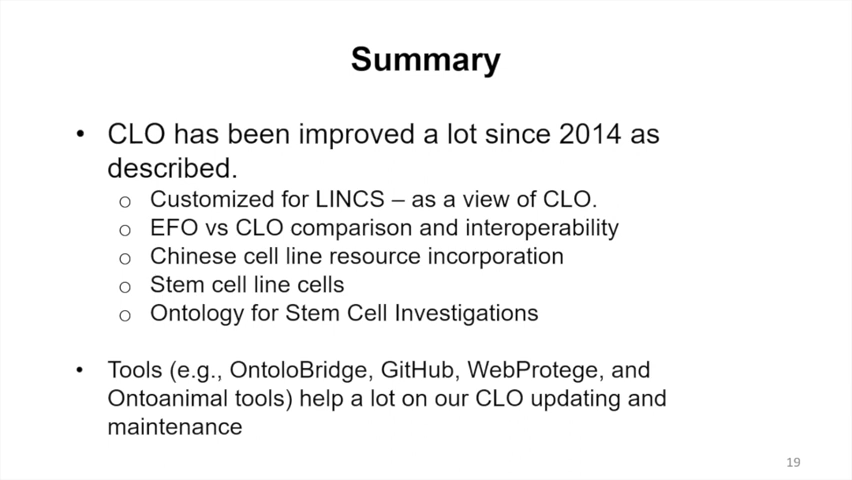 Summary
• CLO has been improved a lot since 2014 as
described.
o Customized for LINCS – as a view of CLO.
o EFO vs CLO comparison and interoperability
o Chinese cell line resource incorporation
o Stem cell line cells
o Ontology for Stem Cell Investigations
• Tools (e.g., OntoloBridge, GitHub, WebProtege, and
Ontoanimal tools) help a lot on our CLO updating and
maintenance
19